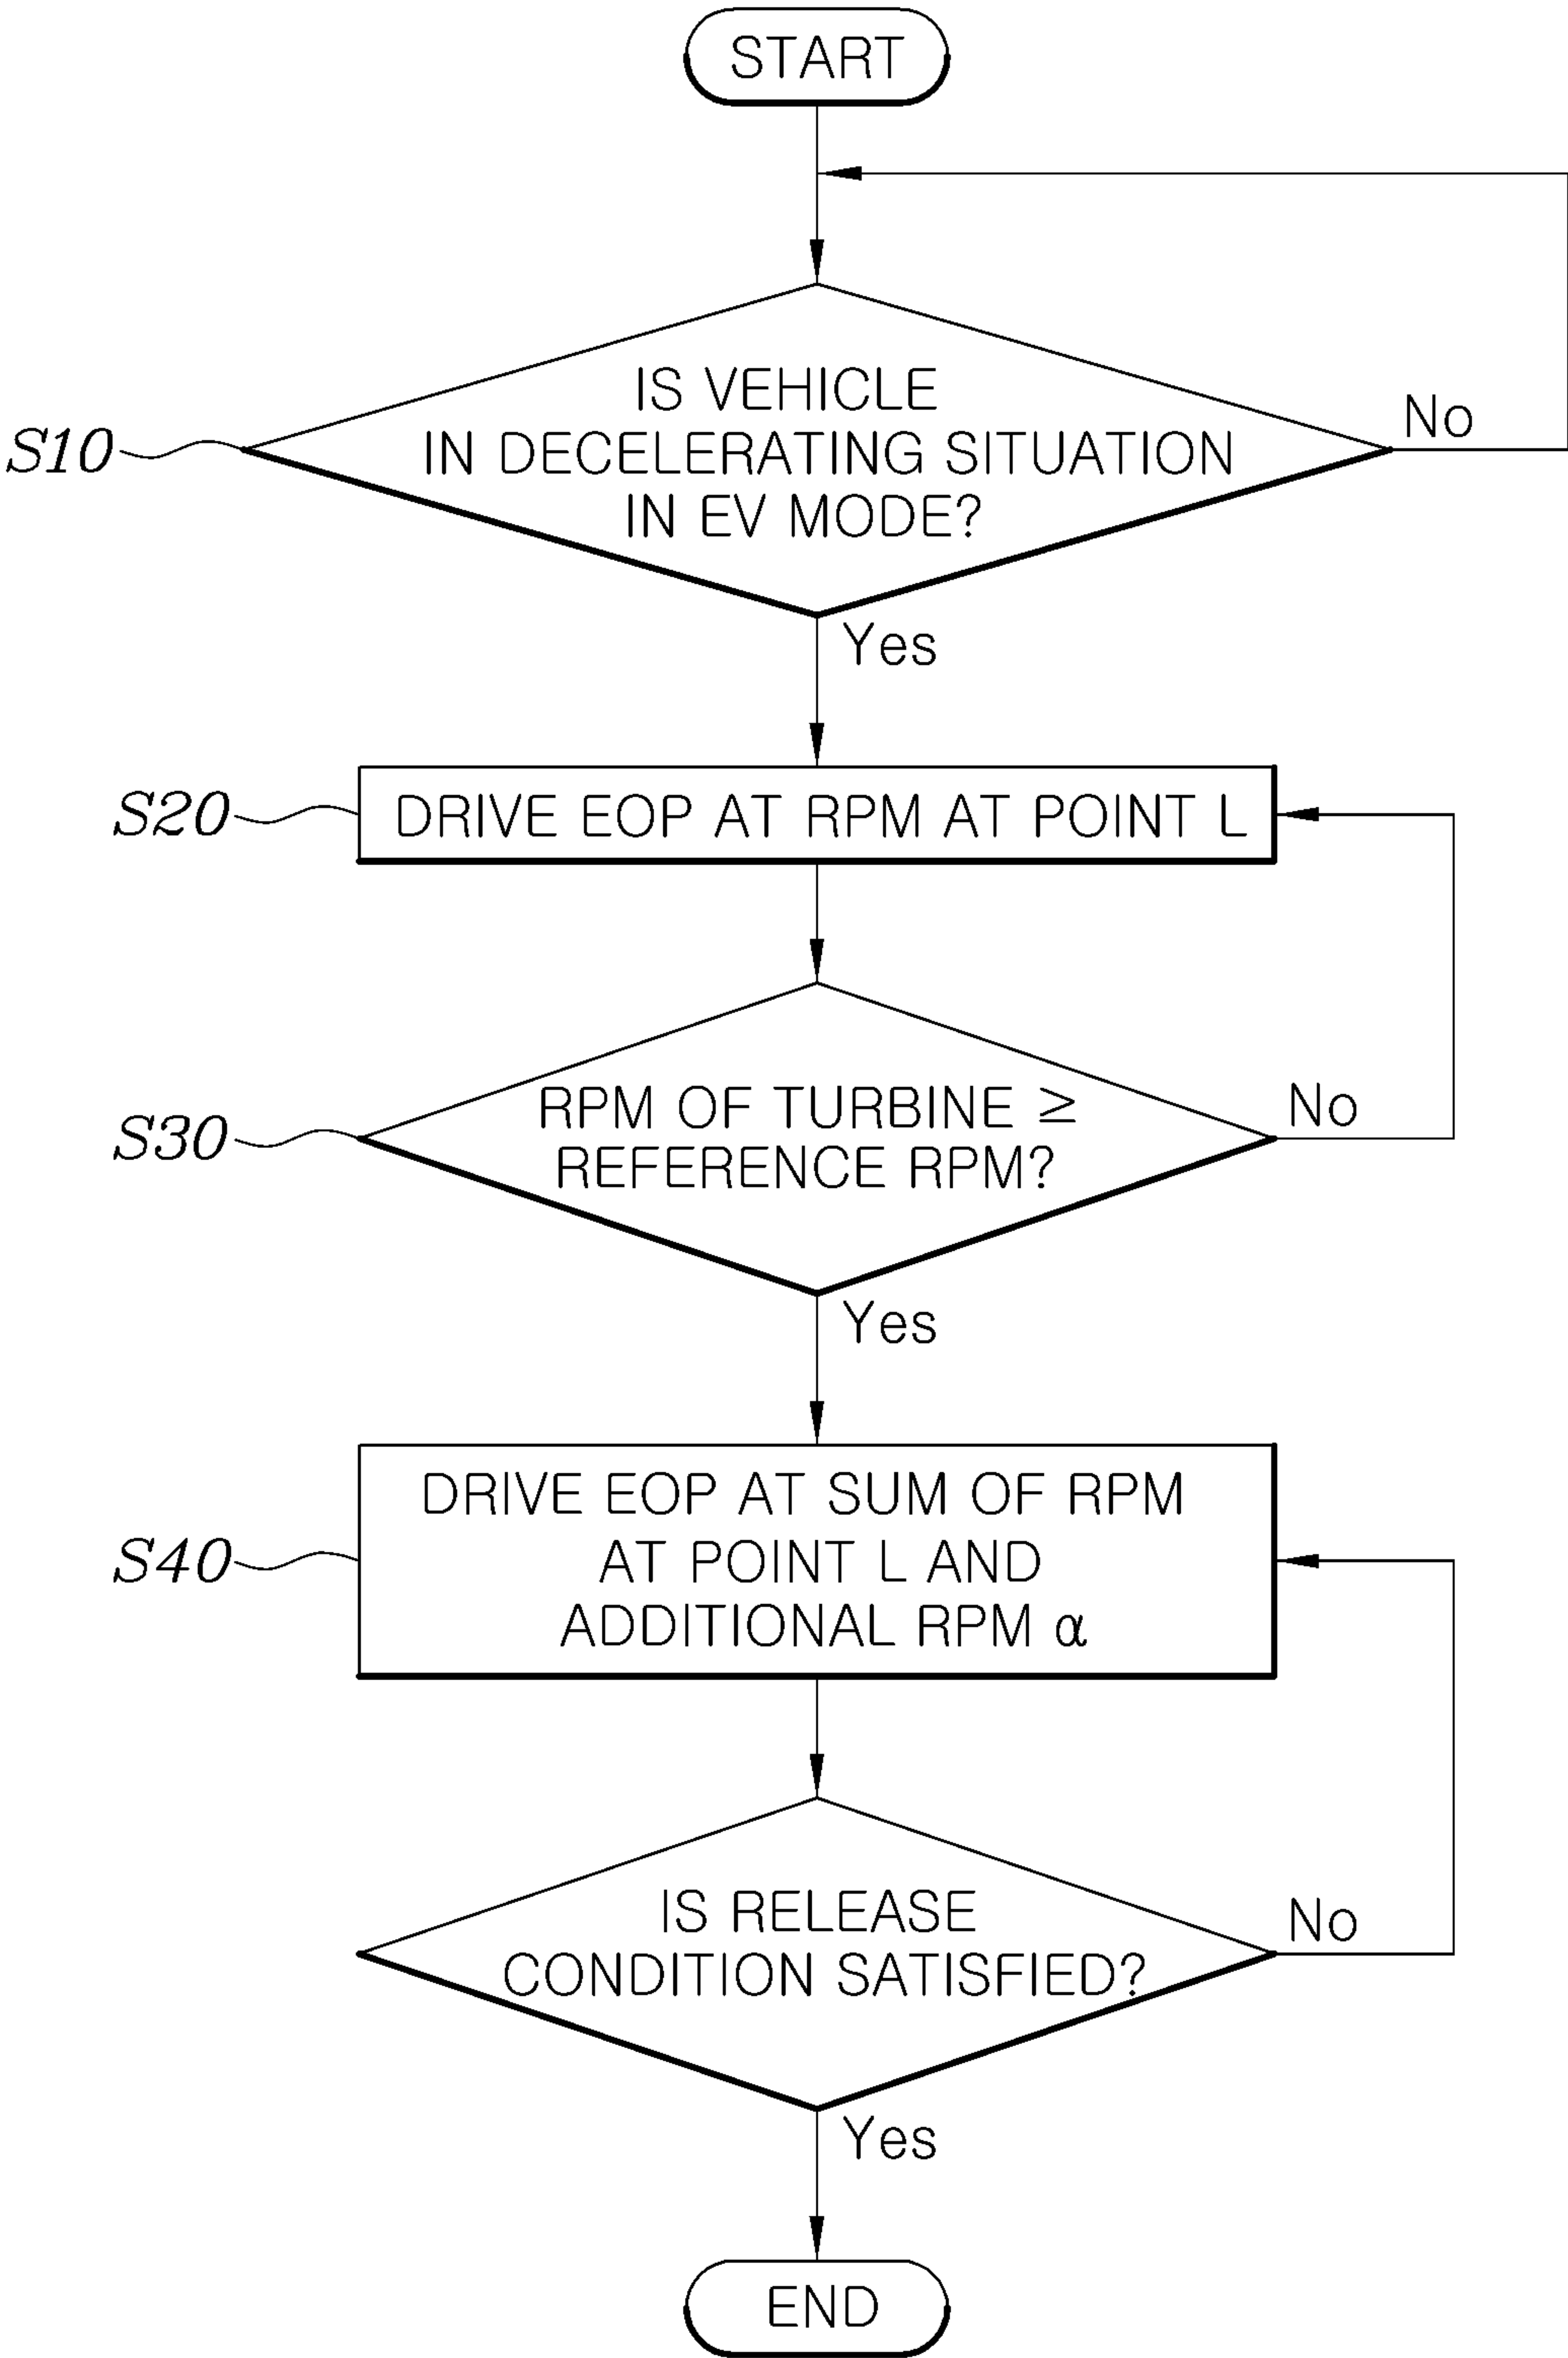 START
IS VEHICLE
IN DECELERATING SITUATION
IN EV MODE?
S10
No
Yes
S20
DRIVE EOP AT RPM AT POINT L
RPM OF TURBINE ≥
REFERENCE RPM?
S30
No
Yes
DRIVE EOP AT SUM OF RPM
AT POINT L AND
ADDITIONAL RPM α
S40
IS RELEASE
CONDITION SATISFIED?
No
Yes
END